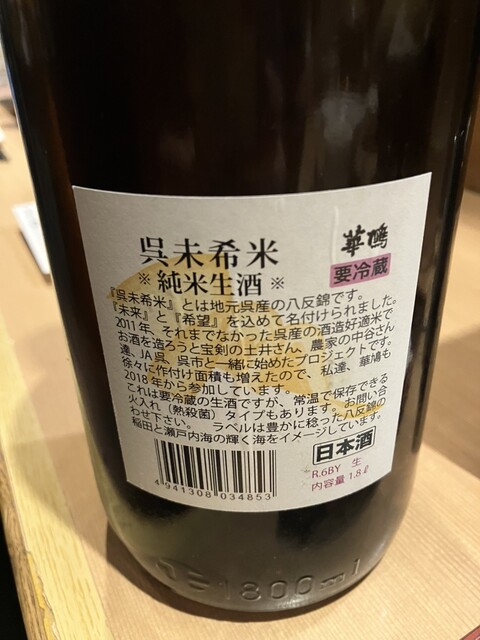 華鳩
要冷蔵
呉未希米
※純米生酒※
『呉未希米』とは地元呉産の八反錦です。
『未来』と『希望』を込めて名付けられました。
2011年、それまでなかった呉産の酒造好適米で
お酒を造ろうと宝剣の土井さん、農家の中谷さん
達、JA呉、呉市と一緒に始めたプロジェクトです。
徐々に作付け面積も増えたので、私達、華鳩も
2018年から参加しています。
これは要冷蔵の生酒ですが、常温で保存できる
火入れ(熱殺菌)タイプもあります。お問い合
わせ下さい。 ラベルは豊かに稔った八反錦の
稲田と瀬戸内海の輝く海をイメージしています。
日本酒
R.6BY 生
内容量 1.8ℓ
4 941308 034853
1800ml